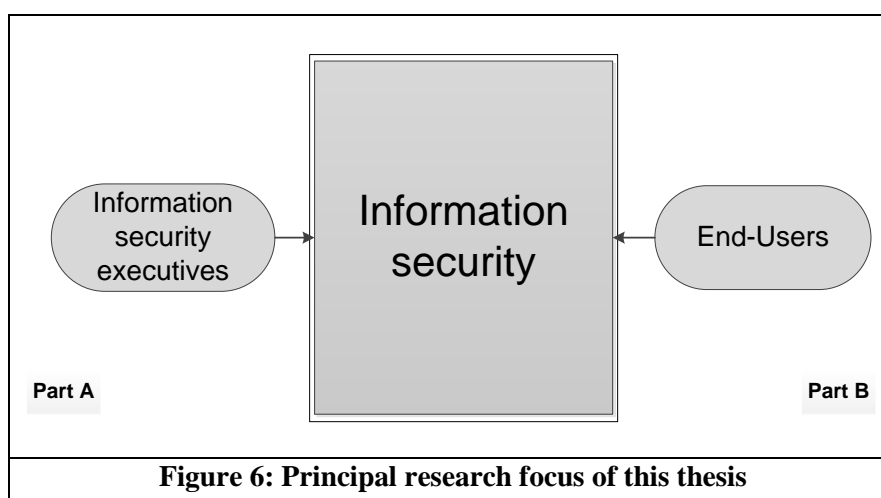 Information
security
executives
Information
security
End-Users
Part A
Part B
Figure 6: Principal research focus of this thesis